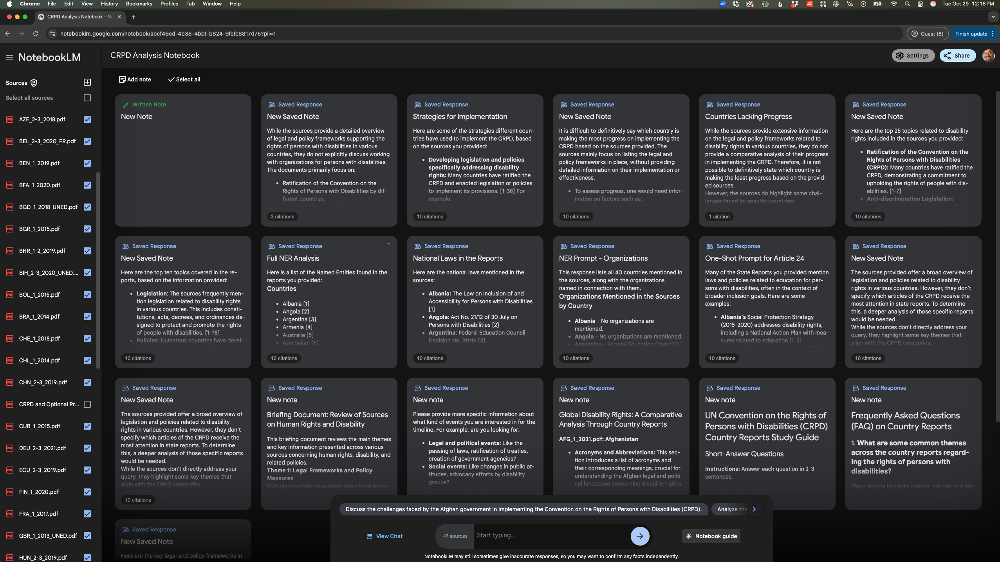 Chrome File Edit View History Bookmarks Profiles Tab Window Help
zm
1
Tue Oct 29 12:18 PM
CRPD Analysis Notebook - No
notebooklm.google.com/notebook/abcf46cd-4b38-4bbf-b824-9fefc8817d75?pli=1
Guest (6)
Finish update
NotebookLM
CRPD Analysis Notebook
Settings
Share
Sources
Select all sources
AZE_2-3_2018.pdf
BEL_2-3_2020_FR.pdf
BEN_1_2019.pdf
BFA_1_2020.pdf
BGD_1_2018_UNED.pdf
BGR_1_2015.pdf
BHR_1-2_2019.pdf
BIH_2-3_2020_UNED....
BOL_1_2015.pdf
BRA_1_2014.pdf
CHE_1_2018.pdf
CHL_1_2014.pdf
CHN_2-3_2019.pdf
CRPD and Optional Pr...
CUB_1_2015.pdf
DEU_2-3_2021.pdf
ECU_2-3_2019.pdf
FIN_1_2020.pdf
FRA_1_2017.pdf
GBR_1_2013_UNED.pdf
HUN_2-3_2019.pdf
Add note
Select all
Written Note
New Note
Saved Response
New Saved Note
While the sources provide a detailed overview
of legal and policy frameworks supporting the
rights of persons with disabilities in various
countries, they do not explicitly discuss working
with organizations for persons with disabilities.
The documents primarily focus on:
• Ratification of the Convention on the
Rights of Persons with Disabilities by dif-
ferent countries.
3 citations
Saved Response
Strategies for Implementation
Here are some of the strategies different coun-
tries have used to implement the CRPD, based
on the sources you provided:
• Developing legislation and policies
specifically addressing disability
rights: Many countries have ratified the
CRPD and enacted legislation or policies
to implement its provisions. [1-38] For
example:
10 citations
Saved Response
New Saved Note
It is difficult to definitively say which country is
making the most progress on implementing the
CRPD based on the sources provided. The
sources mainly focus on listing the legal and
policy frameworks in place, without providing
detailed information on their implementation or
effectiveness.
• To assess progress, one would need infor-
mation on factors such as:
10 citations
Saved Response
Countries Lacking Progress
While the sources provide extensive information
on the legal and policy frameworks related to
disability rights in various countries, they do not
provide a comparative analysis of their progress
in implementing the CRPD. Therefore, it is not
possible to definitively state which country is
making the least progress based on the provid-
ed sources.
However, the sources do highlight some chal-
lenges faced by specific countries:
1 citation
Saved Response
New Saved Note
Here are the top 25 topics related to disability
rights included in the sources you provided:
• Ratification of the Convention on the
Rights of Persons with Disabilities
(CRPD): Many countries have ratified the
CRPD, demonstrating a commitment to
upholding the rights of people with dis-
abilities. [1-7]
• Anti-discrimination Legislation:
10 citations
Saved Response
New Saved Note
Here are the top ten topics covered in the re-
ports, based on the information provided:
• Legislation: The sources frequently men-
tion legislation related to disability rights
in various countries. This includes consti-
tutions, acts, decrees, and ordinances de-
signed to protect and promote the rights
of people with disabilities. [1-78]
• Policies: Numerous countries have devel-
10 citations
Saved Response
Full NER Analysis
Here is a list of the Named Entities found in the
reports you provided:
Countries
• Albania [1]
• Angola [2]
• Argentina [3]
• Armenia [4]
• Australia [5]
• Azerbaijan [6]
10 citations
Saved Response
National Laws in the Reports
Here are the national laws mentioned in the
sources:
• Albania: The Law on Inclusion of and
Accessibility for Persons with Disabilities
[1]
• Angola: Act No. 21/12 of 30 July on
Persons with Disabilities [2]
• Argentina: Federal Education Council
Decision No. 311/16 [3]
10 citations
Saved Response
NER Prompt - Organizations
This response lists all 40 countries mentioned in
the sources, along with the organizations
named in connection with them.
Organizations Mentioned in the Sources
by Country
• Albania - No organizations are
mentioned.
• Angola - No organizations are mentioned.
• Argentina - Federal Education Council [1]
10 citations
Saved Response
One-Shot Prompt for Article 24
Many of the State Reports you provided mention
laws and policies related to education for per-
sons with disabilities, often in the context of
broader inclusion goals. Here are some
examples:
• Albania's Social Protection Strategy
(2015-2020) addresses disability rights,
including a National Action Plan with mea-
sures related to education [1, 2].
10 citations
Saved Response
New Saved Note
The sources provided offer a broad overview of
legislation and policies related to disability
rights in various countries. However, they don't
specify which articles of the CRPD receive the
most attention in state reports. To determine
this, a deeper analysis of those specific reports
would be needed.
While the sources don't directly address your
query, they highlight some key themes that
align with the CRPD categories:
10 citations
Saved Response
New Saved Note
The sources provided offer a broad overview of
legislation and policies related to disability
rights in various countries. However, they don't
specify which articles of the CRPD receive the
most attention in state reports. To determine
this, a deeper analysis of those specific reports
would be needed.
While the sources don't directly address your
query, they highlight some key themes that
align with the CRPD categories:
10 citations
Saved Response
New note
Briefing Document: Review of Sources
on Human Rights and Disability
This briefing document reviews the main themes
and key information presented across various
sources concerning human rights, disability, and
related policies.
Theme 1: Legal Frameworks and Policy
Measures
Multiple countries have established legal frame-
Saved Response
New note
Please provide more specific information about
what kind of events you are interested in for the
timeline. For example, are you looking for:
• Legal and political events: Like the
passing of laws, ratification of treaties,
creation of government agencies?
• Social events: Like changes in public at-
titudes, advocacy efforts by disability
groups?
Saved Response
New note
Global Disability Rights: A Comparative
Analysis Through Country Reports
AFG_1_2021.pdf: Afghanistan
• Acronyms and Abbreviations: This sec-
tion introduces a list of acronyms and
their corresponding meanings, crucial for
understanding the Afghan legal and politi-
cal landscape concerning disability rights.
Saved Response
New note
UN Convention on the Rights of
Persons with Disabilities (CRPD)
Country Reports Study Guide
Short-Answer Questions
Instructions: Answer each question in 2-3
sentences.
Saved Response
New note
Frequently Asked Questions
(FAQ) on Country Reports
1. What are some common themes
across the country reports regard-
ing the rights of persons with
disabilities?
Many reports highlight national policies and leg-
Saved Response
New Saved Note
Here are the key legal and policy frameworks in
Discuss the challenges faced by the Afghan government in implementing the Convention on the Rights of Persons with Disabilities (CRPD).
Analyze the
View Chat
47 sources
Start typing...
Notebook guide
NotebookLM may still sometimes give inaccurate responses, so you may want to confirm any facts independently.